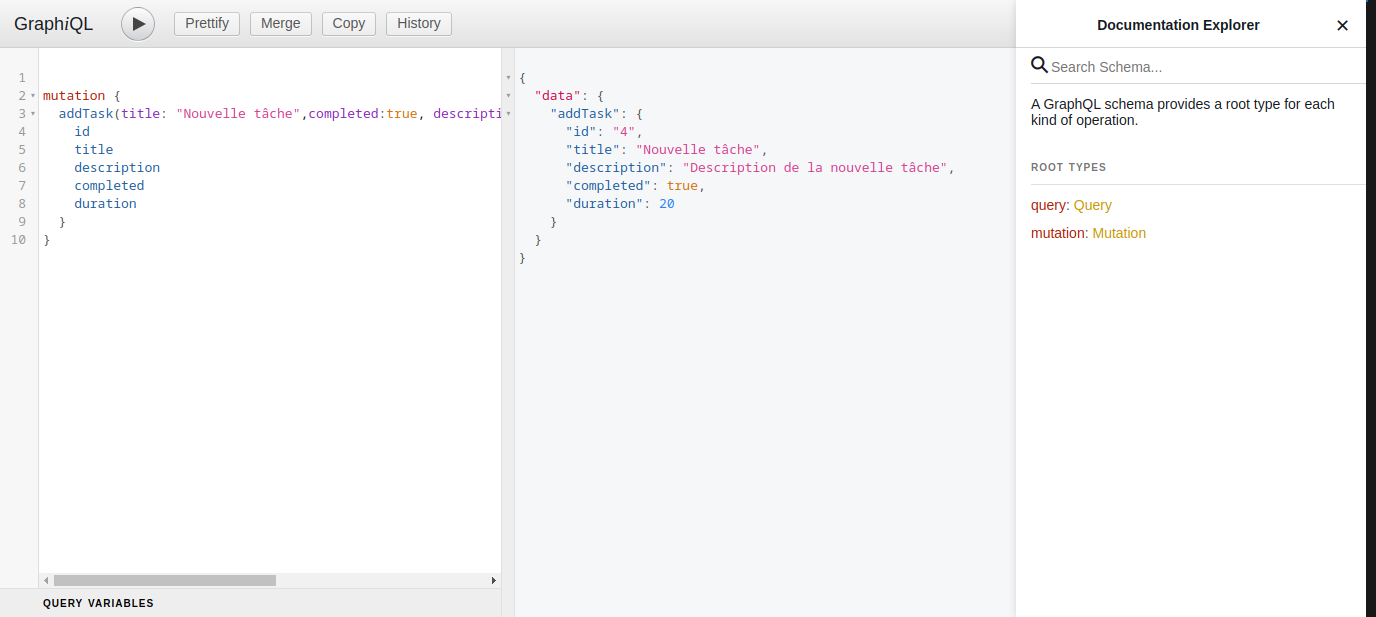 GraphiQL
Prettify
Merge
Copy
History
1
2 mutation {
3 addTask(title: "Nouvelle tâche",completed:true, descripti
4 id
5 title
6 description
7 completed
8 duration
9 }
10 }
QUERY VARIABLES
{
"data": {
"addTask": {
"id": "4",
"title": "Nouvelle tâche",
"description": "Description de la nouvelle tâche",
"completed": true,
"duration": 20
}
}
}
Documentation Explorer
Search Schema...
A GraphQL schema provides a root type for each
kind of operation.
ROOT TYPES
query: Query
mutation: Mutation